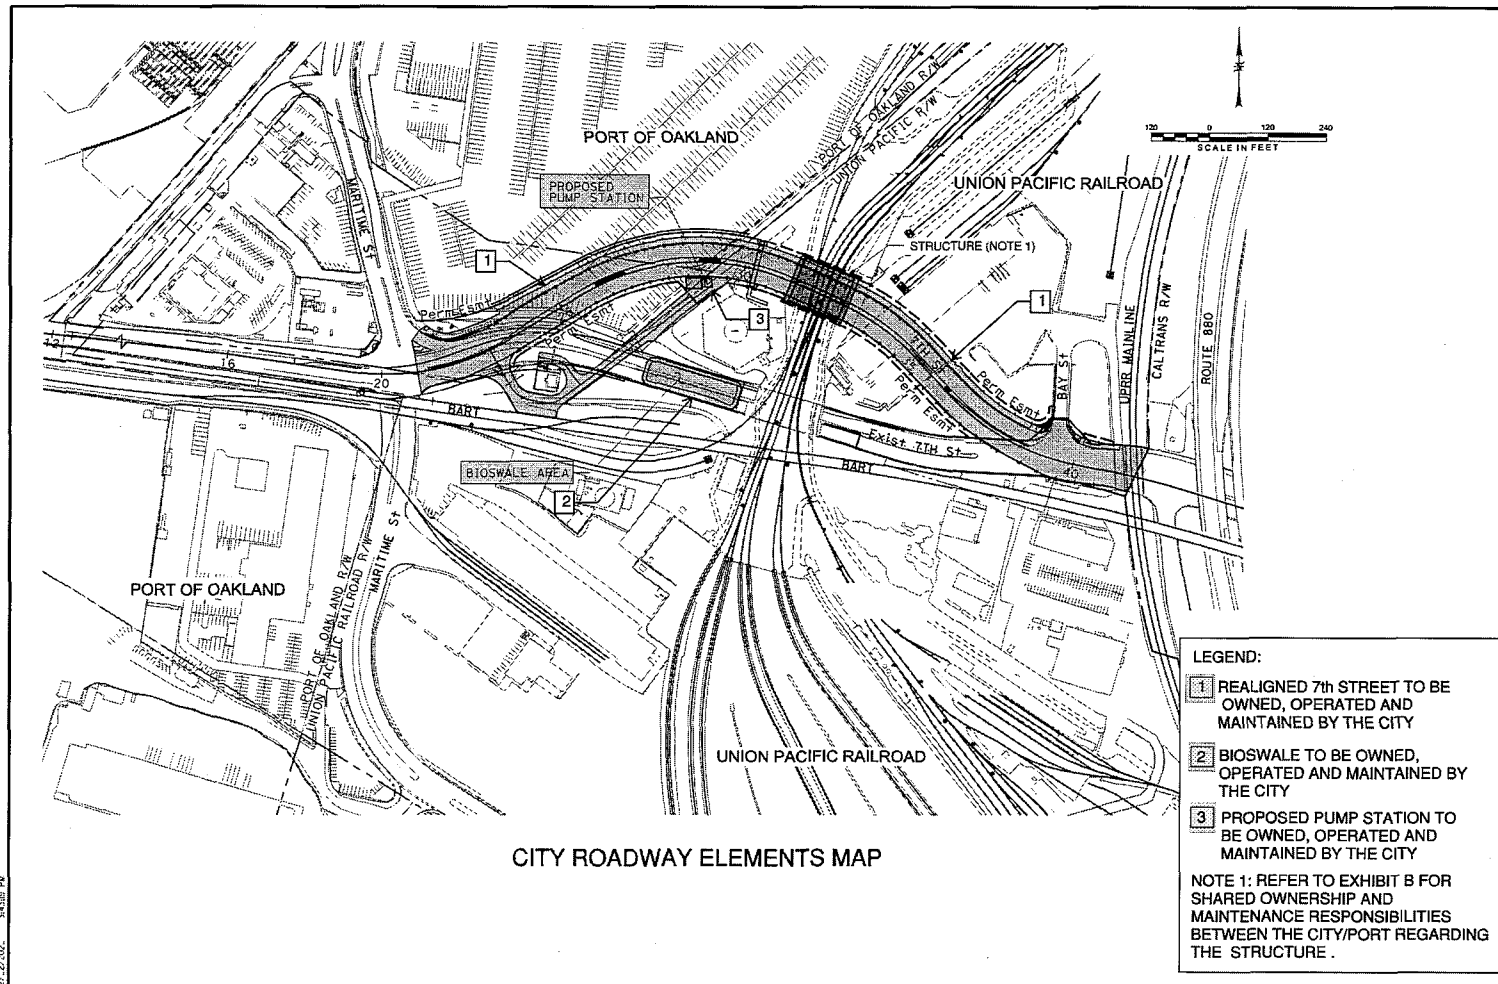 PORT OF OAKLAND
PORT OF OAKLAND R/W
UNION PACIFIC R/W
120 0 120 240
SCALE IN FEET
UNION PACIFIC RAILROAD
PROPOSED
PUMP STATION
MARITIME St
STRUCTURE (NOTE 1)
1
1
3
Perm Esmt
Perm Esmt
7TH St
Perm Esmt
Perm Esmt
BAY St
UPRR MAINLINE
CALTRANS R/W
ROUTE 880
12
16
20
BART
Exist 7TH St
BART
40
BIOSWALE AREA
2
MARITIME St
PORT OF OAKLAND
PORT OF OAKLAND R/W
UNION PACIFIC RAILROAD R/W
UNION PACIFIC RAILROAD
CITY ROADWAY ELEMENTS MAP
LEGEND:
1 REALIGNED 7th STREET TO BE
OWNED, OPERATED AND
MAINTAINED BY THE CITY
2 BIOSWALE TO BE OWNED,
OPERATED AND MAINTAINED BY
THE CITY
3 PROPOSED PUMP STATION TO
BE OWNED, OPERATED AND
MAINTAINED BY THE CITY
NOTE 1: REFER TO EXHIBIT B FOR
SHARED OWNERSHIP AND
MAINTENANCE RESPONSIBILITIES
BETWEEN THE CITY/PORT REGARDING
THE STRUCTURE .